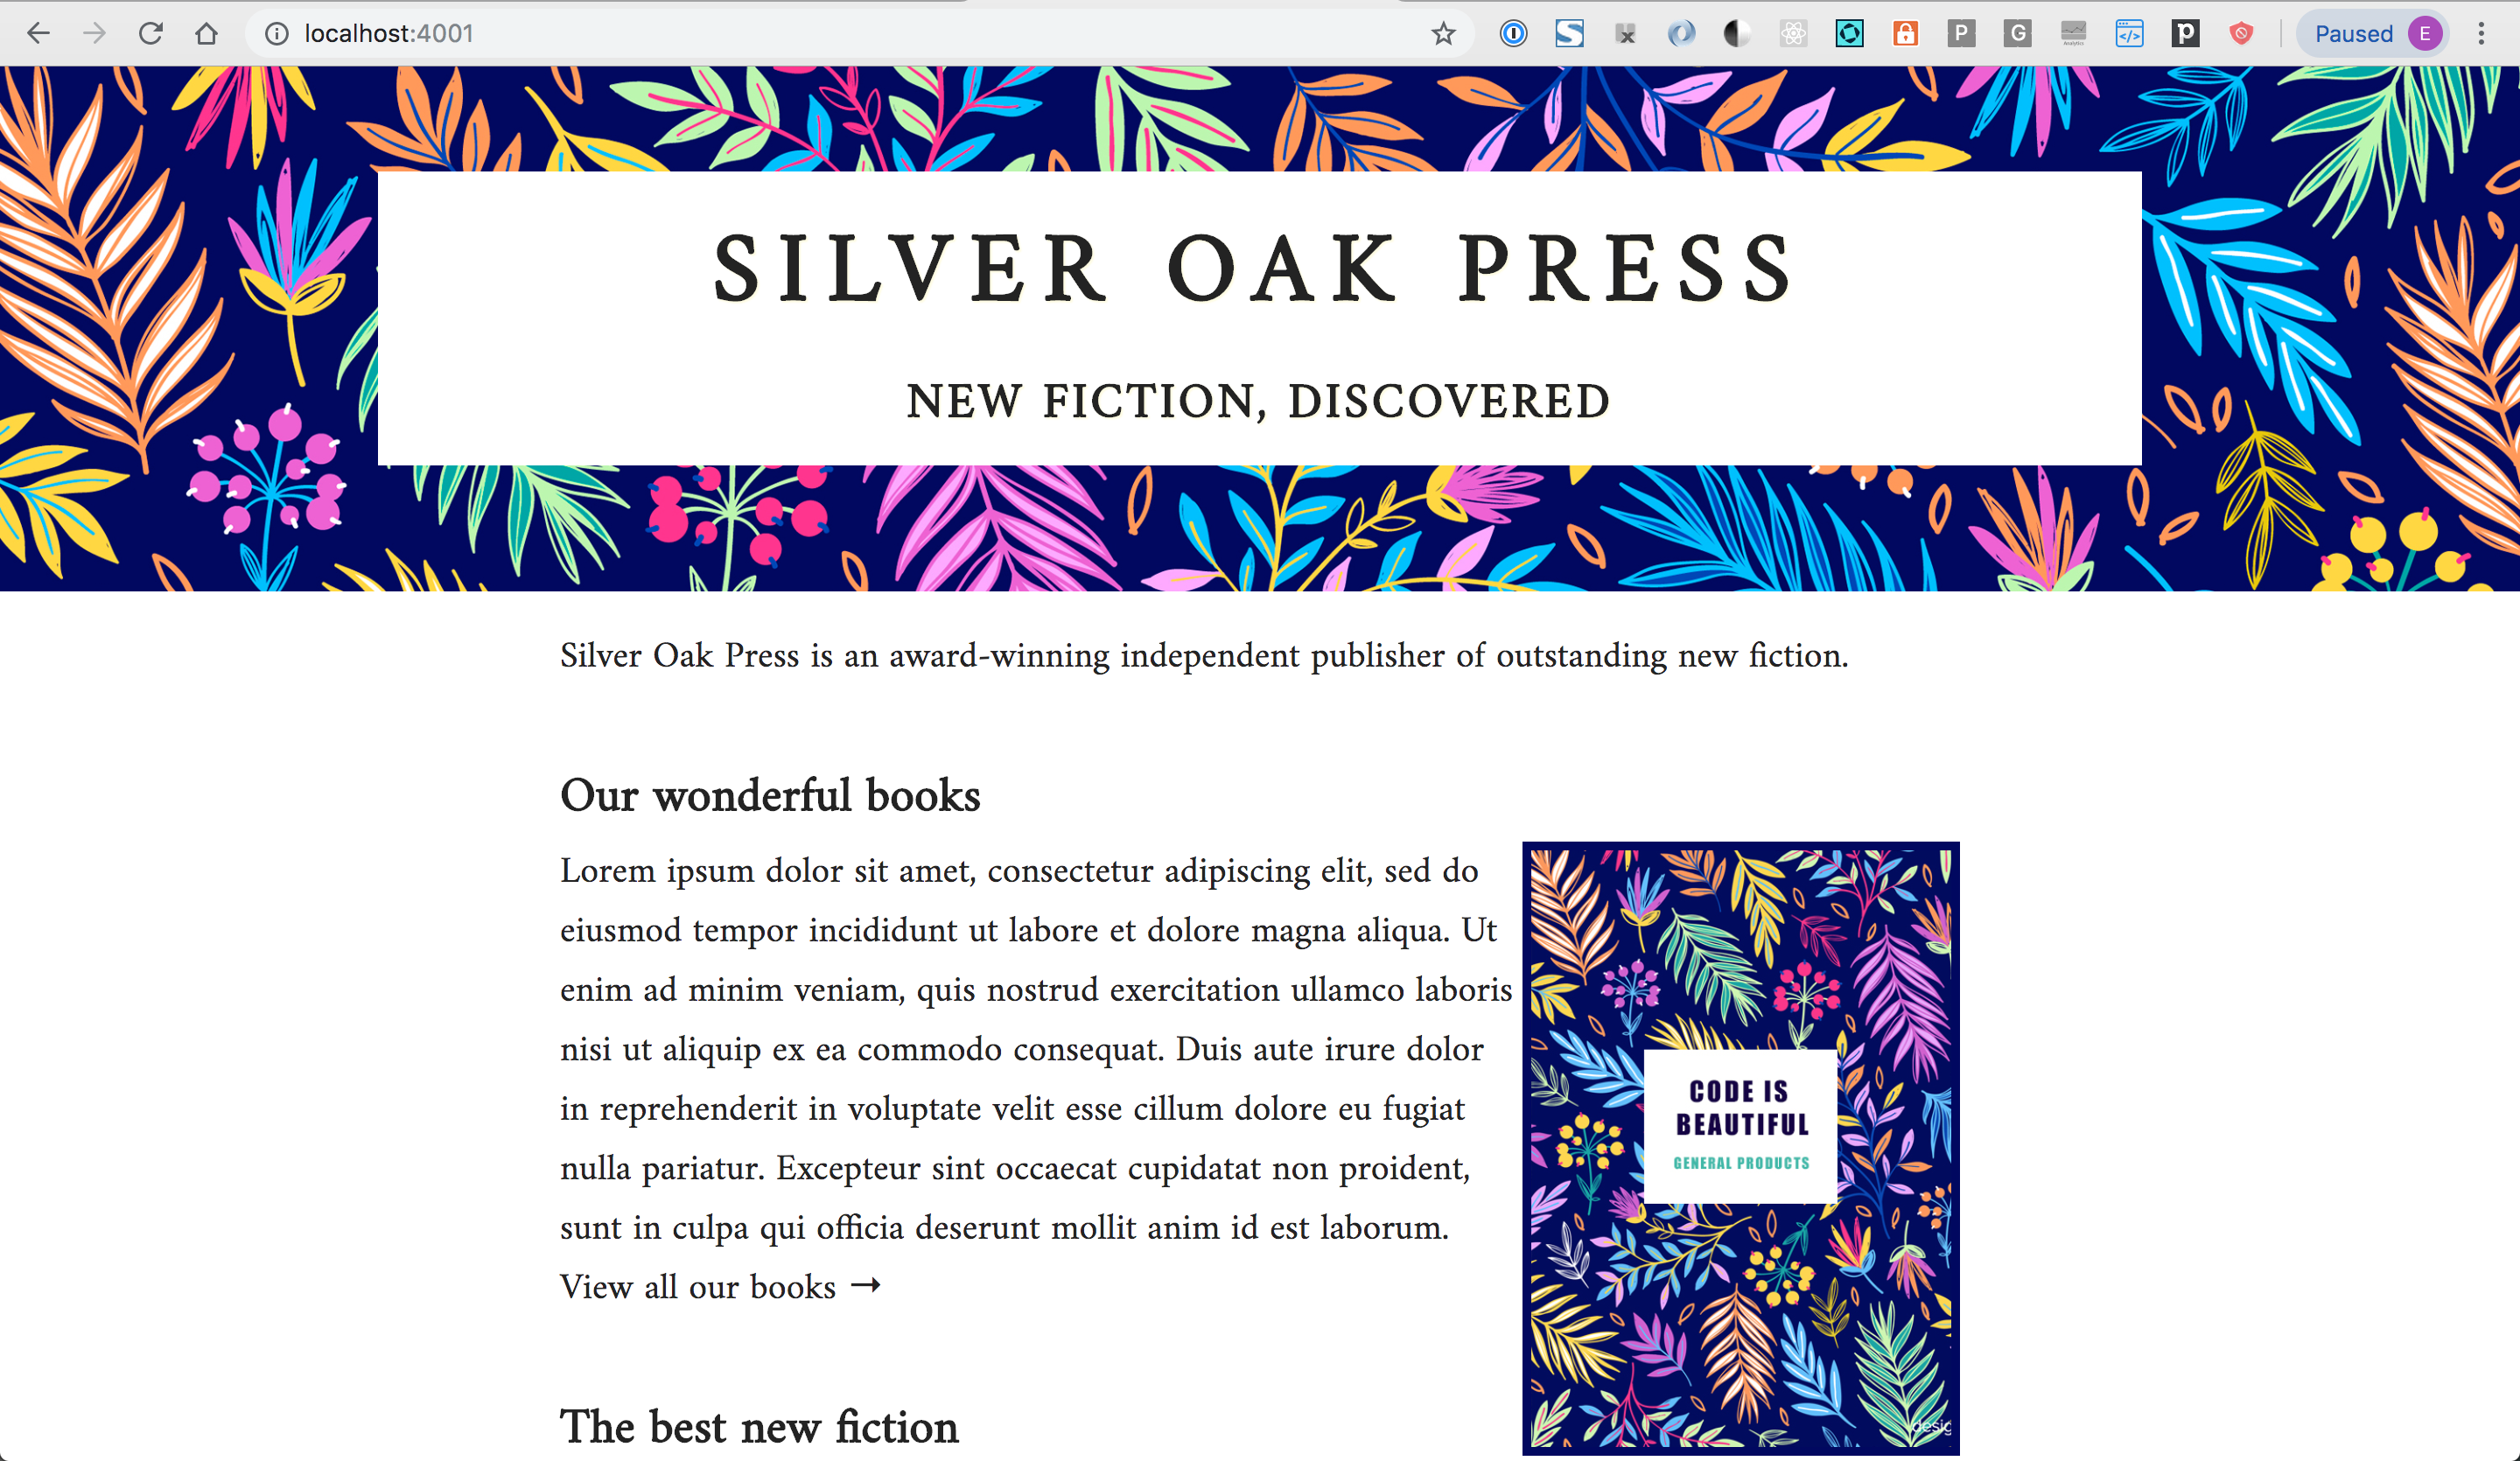 localhost:4001
Paused
E
P
G
Analytics
SILVER OAK PRESS
NEW FICTION, DISCOVERED
Silver Oak Press is an award-winning independent publisher of outstanding new fiction.
Our wonderful books
Lorem ipsum dolor sit amet, consectetur adipiscing elit, sed do
eiusmod tempor incididunt ut labore et dolore magna aliqua. Ut
enim ad minim veniam, quis nostrud exercitation ullamco laboris
nisi ut aliquip ex ea commodo consequat. Duis aute irure dolor
in reprehenderit in voluptate velit esse cillum dolore eu fugiat
nulla pariatur. Excepteur sint occaecat cupidatat non proident,
sunt in culpa qui officia deserunt mollit anim id est laborum.
View all our books →
CODE IS
BEAUTIFUL
GENERAL PRODUCTS
The best new fiction